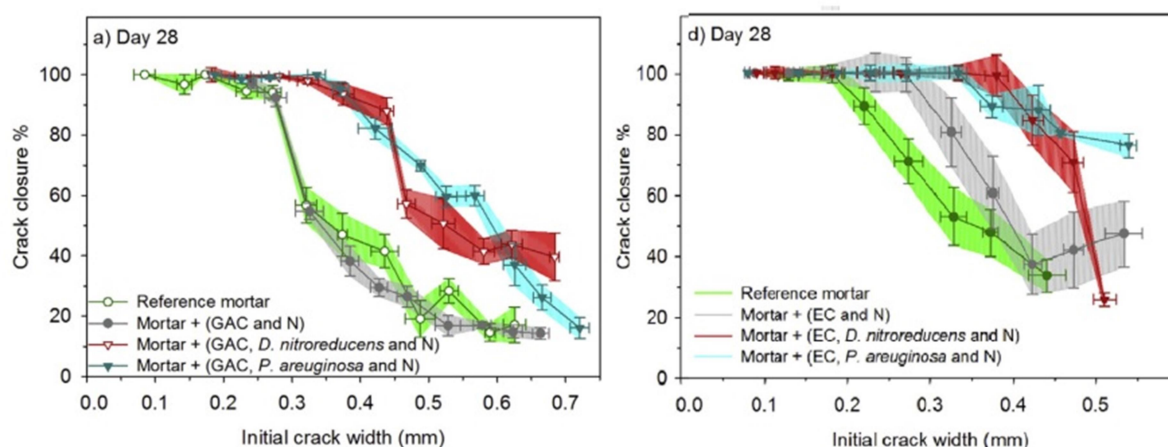 a) Day 28
Crack closure %
100
80
60
40
20
0
Reference mortar
Mortar + (GAC and N)
Mortar + (GAC, D. nitroreducens and N)
Mortar + (GAC, P. areuginosa and N)
0.0 0.1 0.2 0.3 0.4 0.5 0.6 0.7
Initial crack width (mm)
d) Day 28
Crack closure %
100
80
60
40
20
0
Reference mortar
Mortar + (EC and N)
Mortar + (EC, D. nitroreducens and N)
Mortar + (EC, P. areuginosa and N)
0.0 0.1 0.2 0.3 0.4 0.5
Initial crack width (mm)